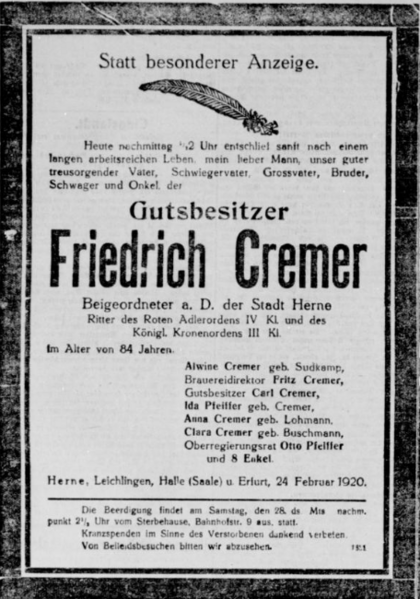 Statt besonderer Anzeige.
Heute nachmittag ½2 Uhr entschlief sanft nach einem
langen arbeitsreichen Leben, mein lieber Mann, unser guter
treusorgender Vater, Schwiegervater, Grossvater, Bruder,
Schwager und Onkel, der
Gutsbesitzer
Friedrich Cremer
Beigeordneter a. D. der Stadt Herne
Ritter des Roten Adlerordens IV Kl. und des
Königl. Kronenordens III Kl.
im Alter von 84 Jahren.
Alwine Cremer geb. Sudkamp,
Brauereidirektor Fritz Cremer,
Gutsbesitzer Carl Cremer,
Ida Pfeiffer geb. Cremer,
Anna Cremer geb. Lohmann,
Clara Cremer geb. Buschmann,
Oberregierungsrat Otto Pfeiffer
und 8 Enkel.
Herne, Leichlingen, Halle (Saale) u. Erfurt, 24 Februar 1920.
Die Beerdigung findet am Samstag, den 28. ds. Mts. nachm.
punkt 2½ Uhr vom Sterbehause, Bahnhofstr. 9 aus, statt.
Kranzspenden im Sinne des Verstorbenen dankend verbeten.
Von Beileidsbesuchen bitten wir abzusehen.